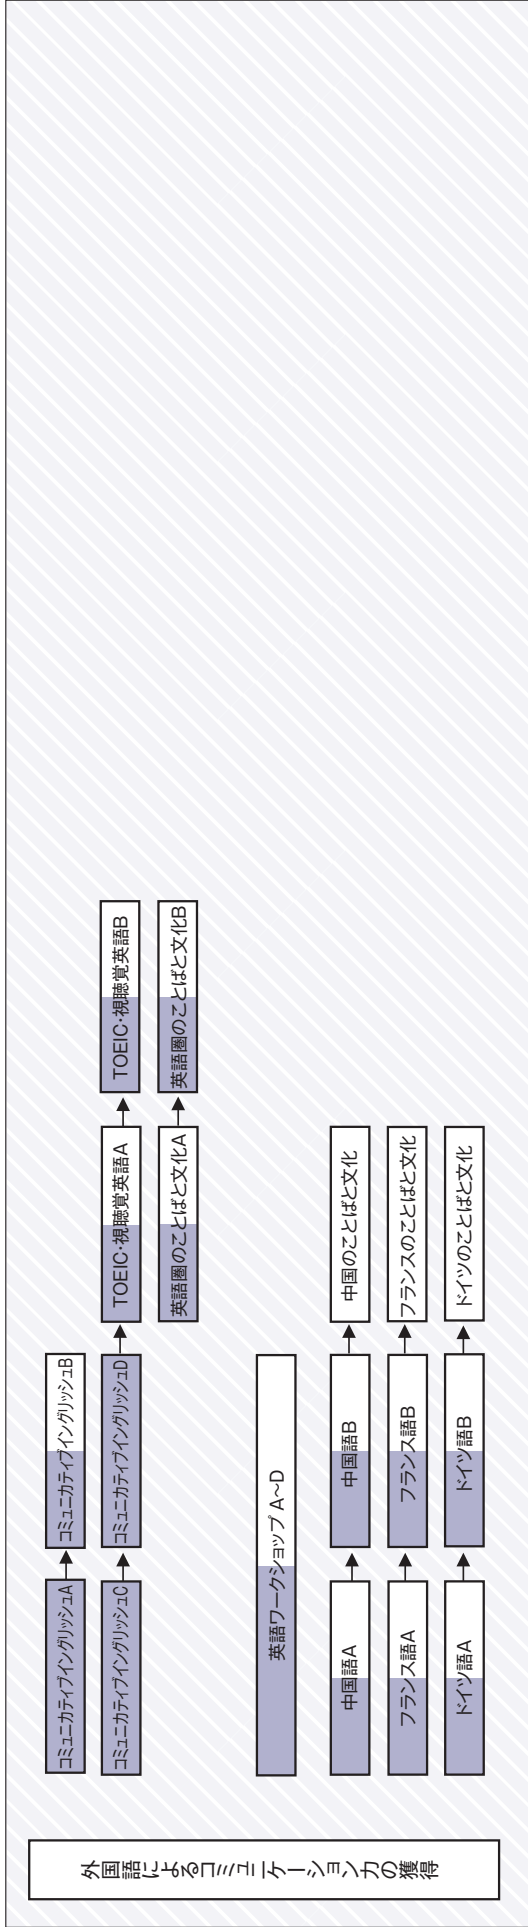 外国語によるコミュニケーション力の獲得
コミュニカティブイングリッシュA
コミュニカティブイングリッシュB
コミュニカティブイングリッシュC
コミュニカティブイングリッシュD
TOEIC・視聴覚英語A
TOEIC・視聴覚英語B
英語圏のことばと文化A
英語圏のことばと文化B
英語ワークショップ A～D
中国語A
中国語B
中国のことばと文化
フランス語A
フランス語B
フランスのことばと文化
ドイツ語A
ドイツ語B
ドイツのことばと文化